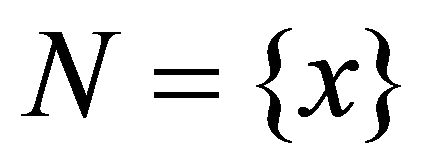 N = {x}